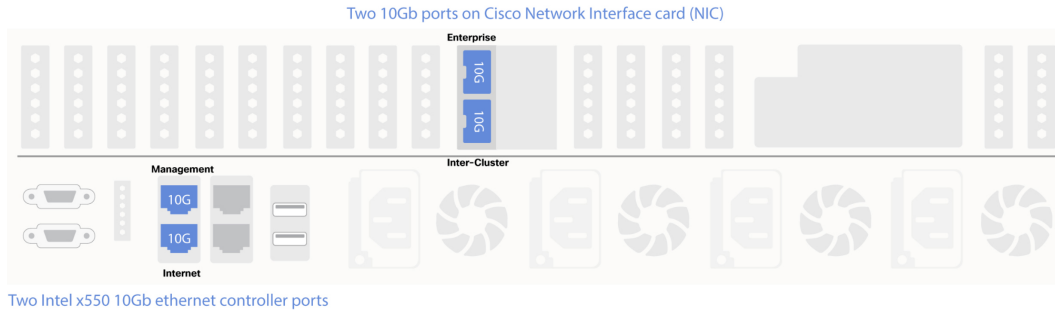 Two 10Gb ports on Cisco Network Interface card (NIC)
Enterprise
10G
10G
Inter-Cluster
Management
10G
10G
Internet
Two Intel x550 10Gb ethernet controller ports